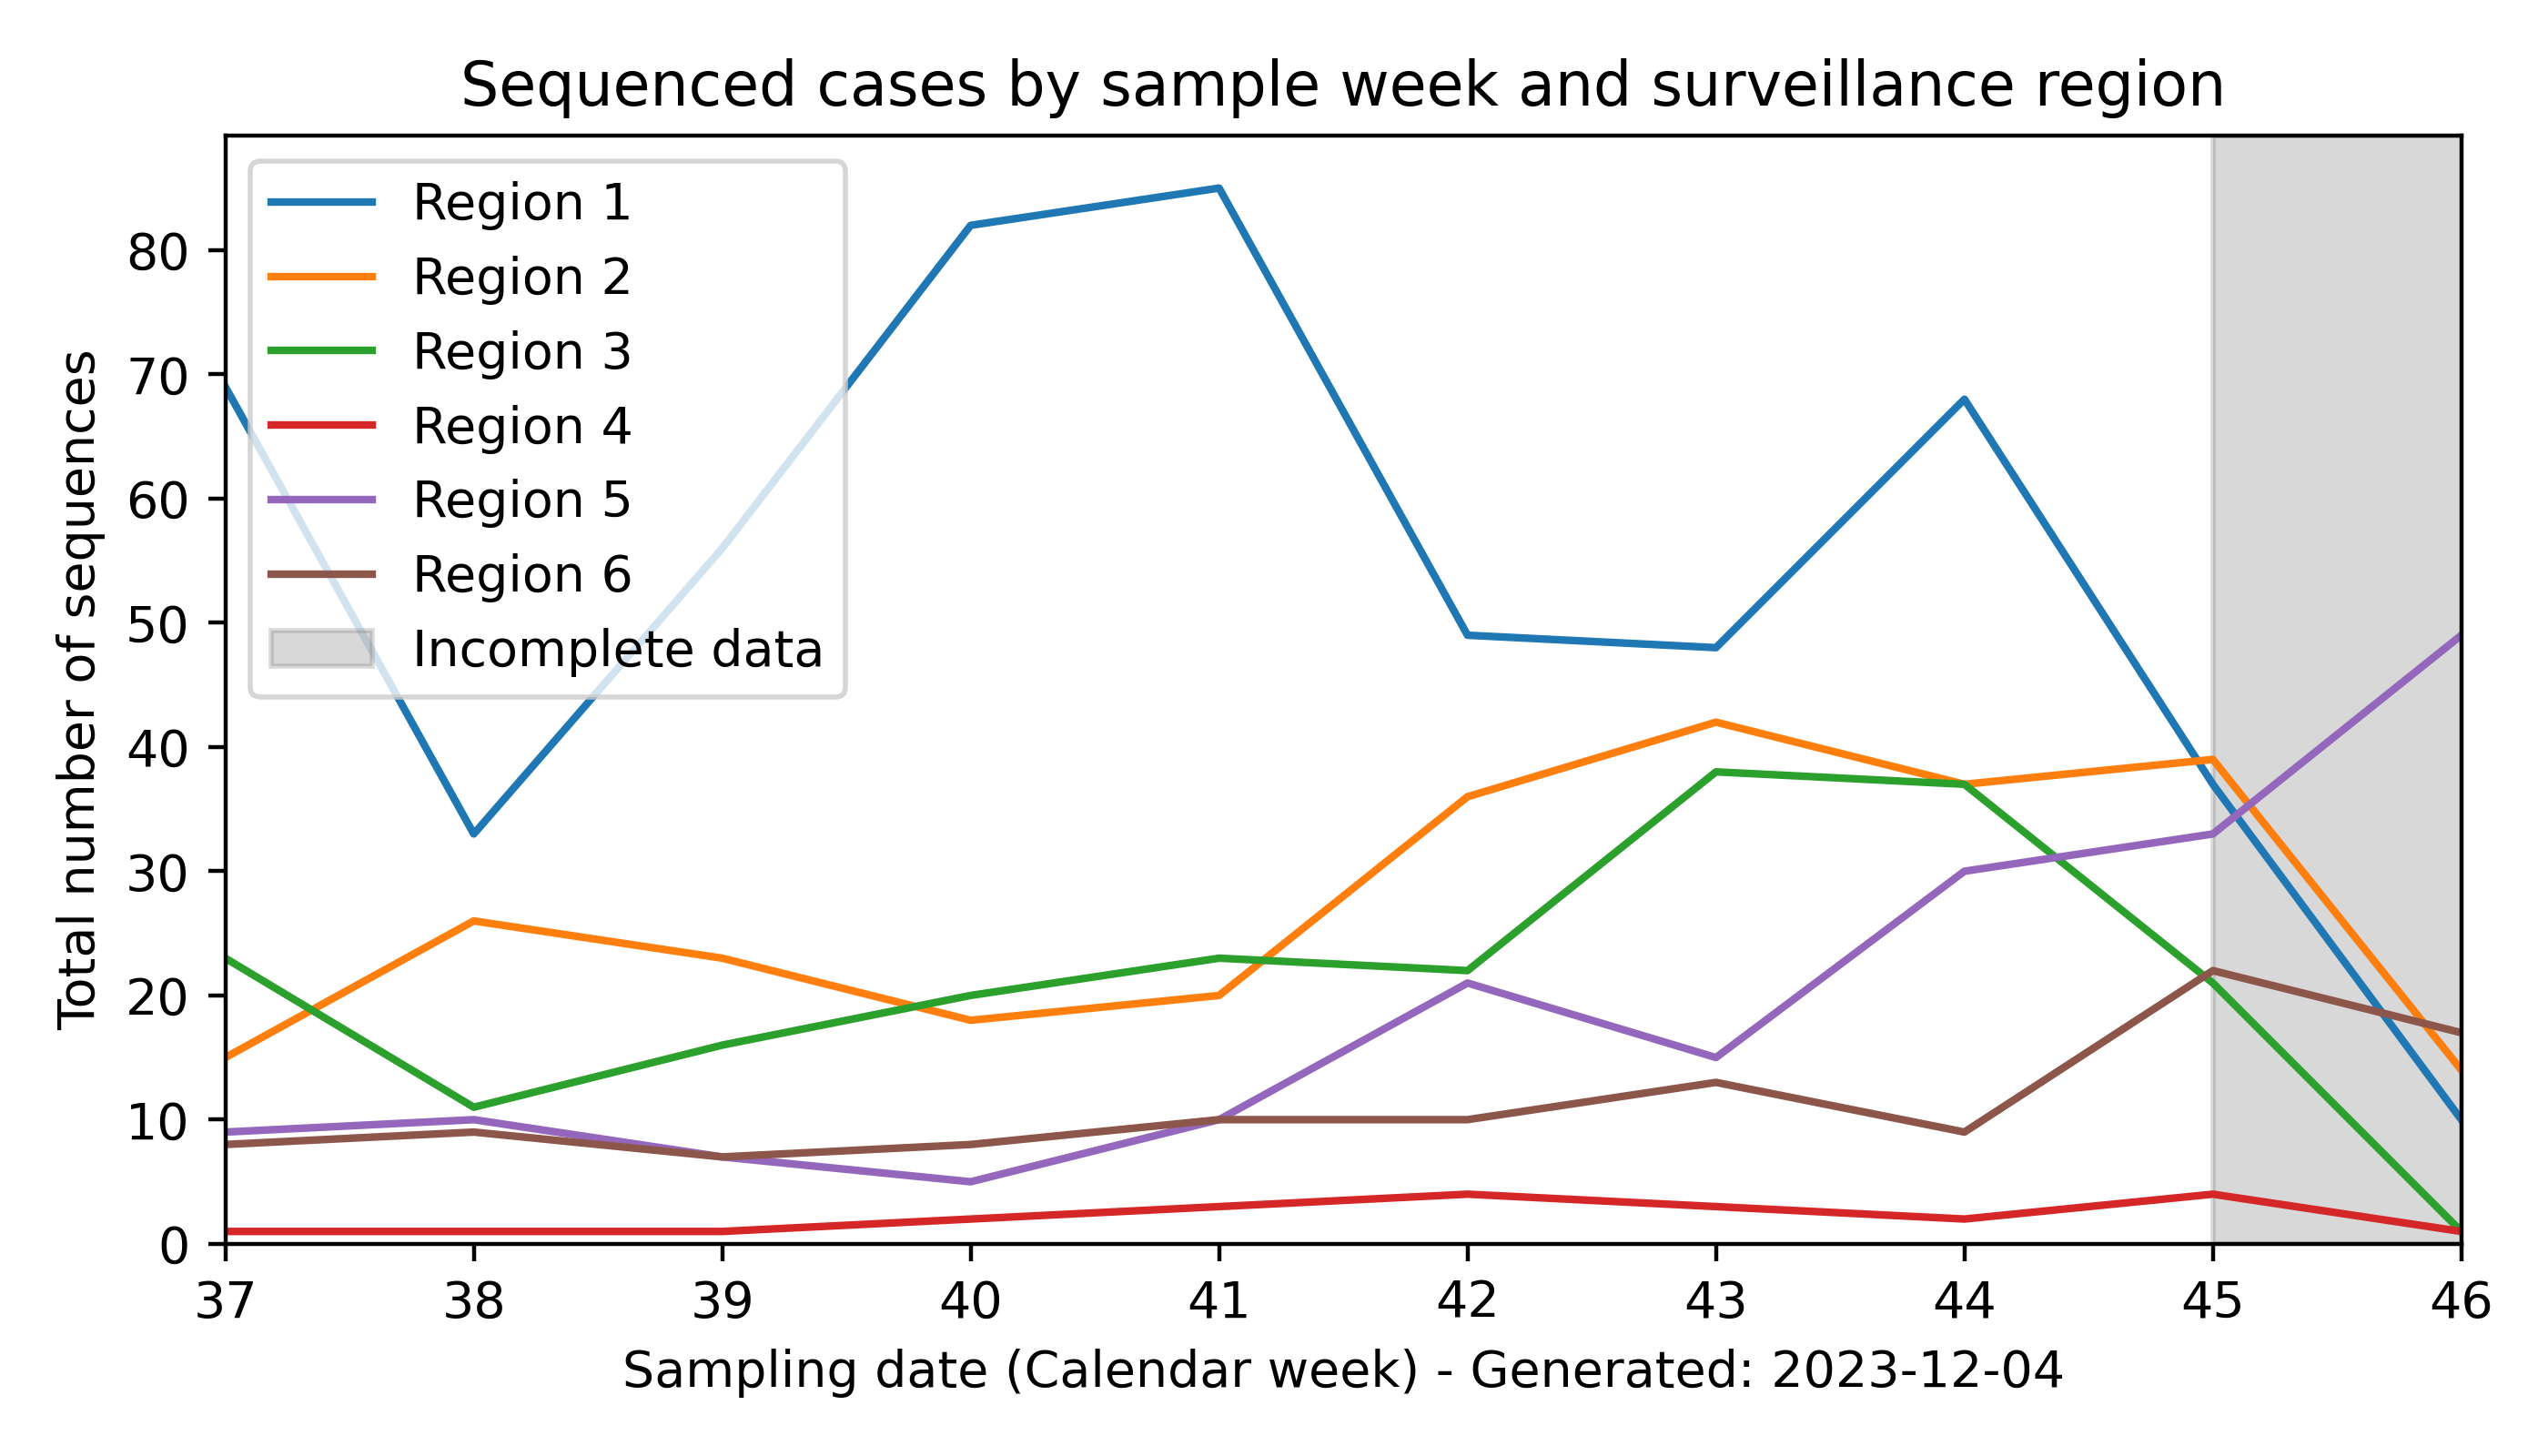 Sequenced cases by sample week and surveillance region
Total number of sequences
80
70
60
50
40
30
20
10
0
Region 1
Region 2
Region 3
Region 4
Region 5
Region 6
Incomplete data
37 38 39 40 41 42 43 44 45 46
Sampling date (Calendar week) - Generated: 2023-12-04